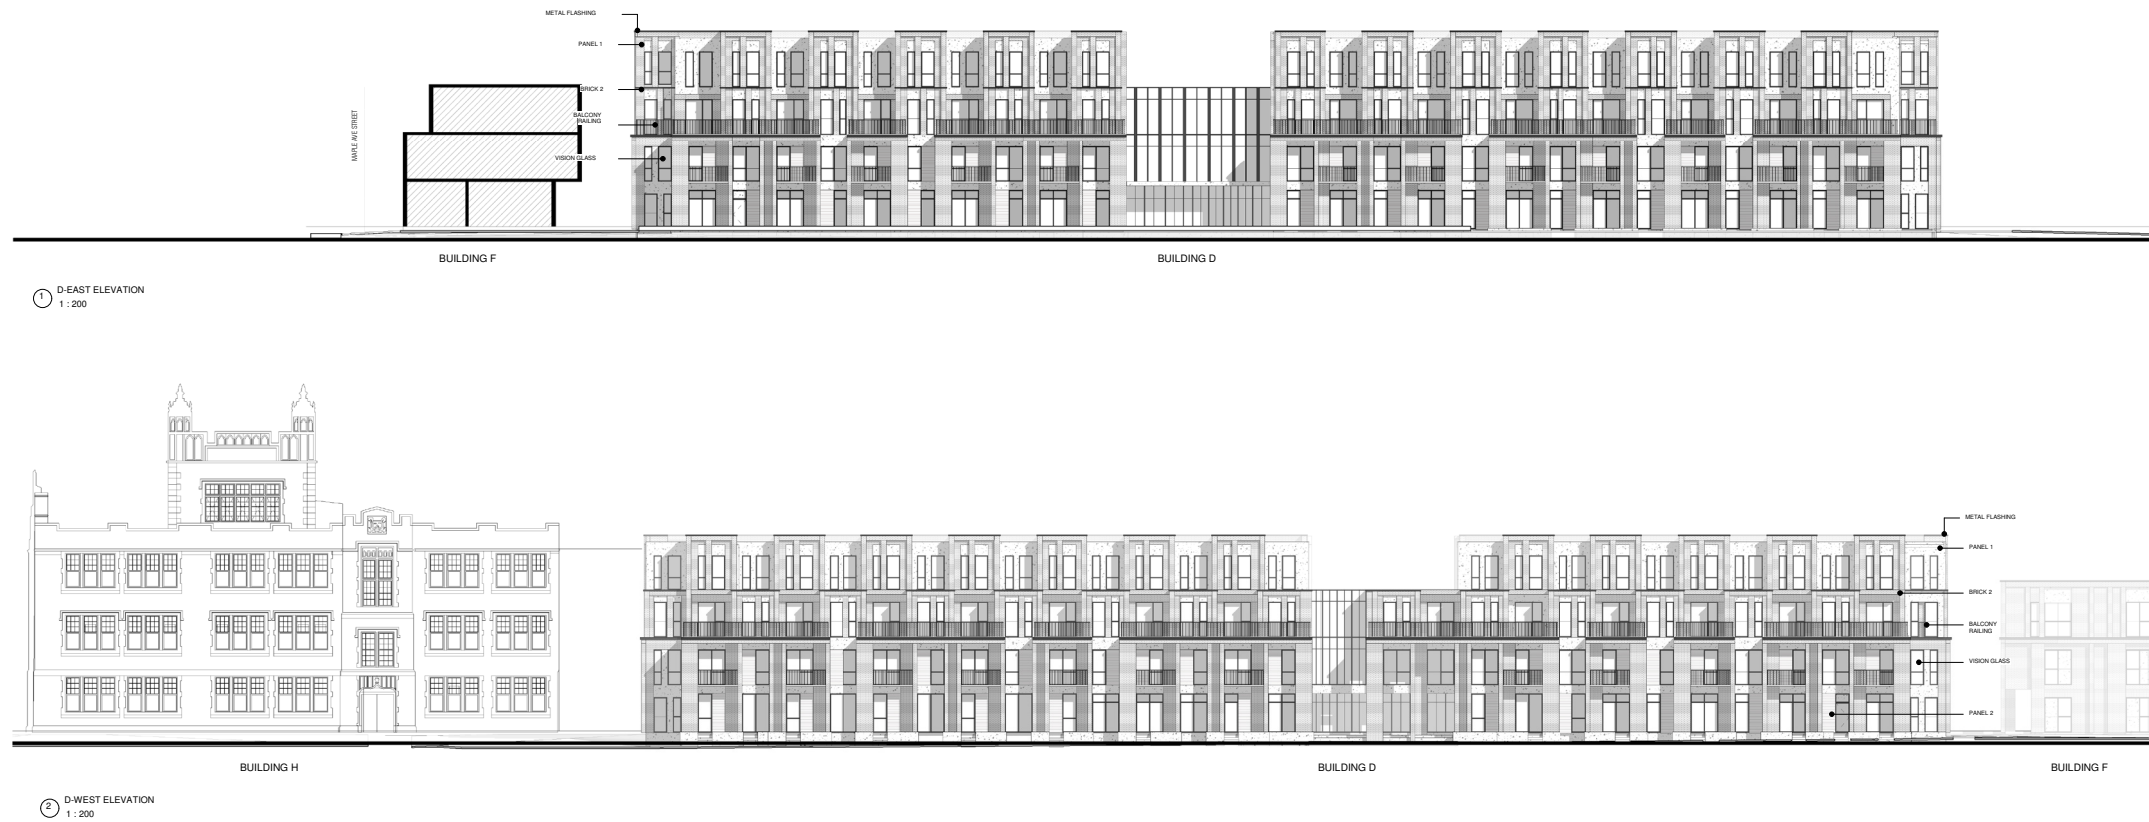 METAL FLASHING
PANEL 1
BRICK 2
BALCONY
RAILING
VISION GLASS
MAPLE AVE STREET
BUILDING F
BUILDING D
1
D-EAST ELEVATION
1 : 200
METAL FLASHING
PANEL 1
BRICK 2
BALCONY
RAILING
VISION GLASS
PANEL 2
BUILDING H
BUILDING D
BUILDING F
2
D-WEST ELEVATION
1 : 200